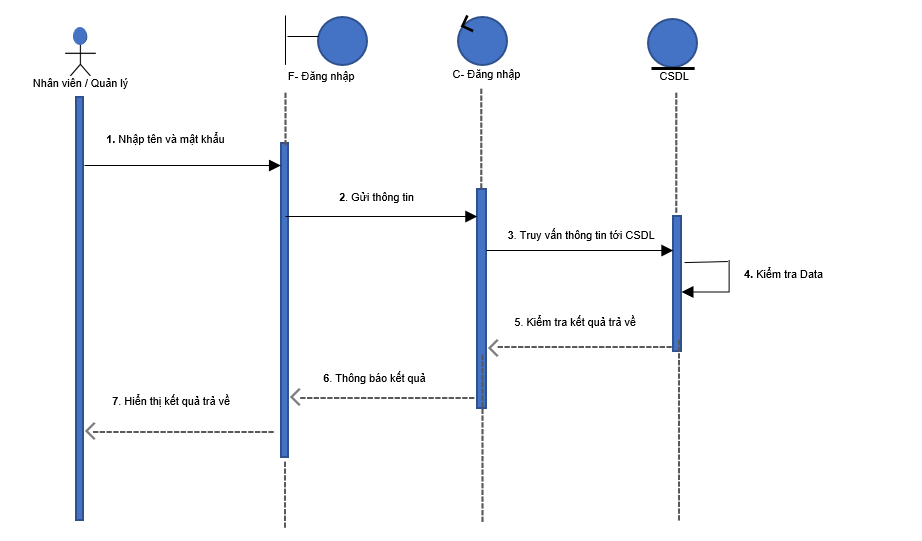 Nhân viên / Quản lý
F- Đăng nhập
C- Đăng nhập
CSDL
1. Nhập tên và mật khẩu
2. Gửi thông tin
3. Truy vấn thông tin tới CSDL
4. Kiểm tra Data
5. Kiểm tra kết quả trả về
6. Thông báo kết quả
7. Hiển thị kết quả trả về